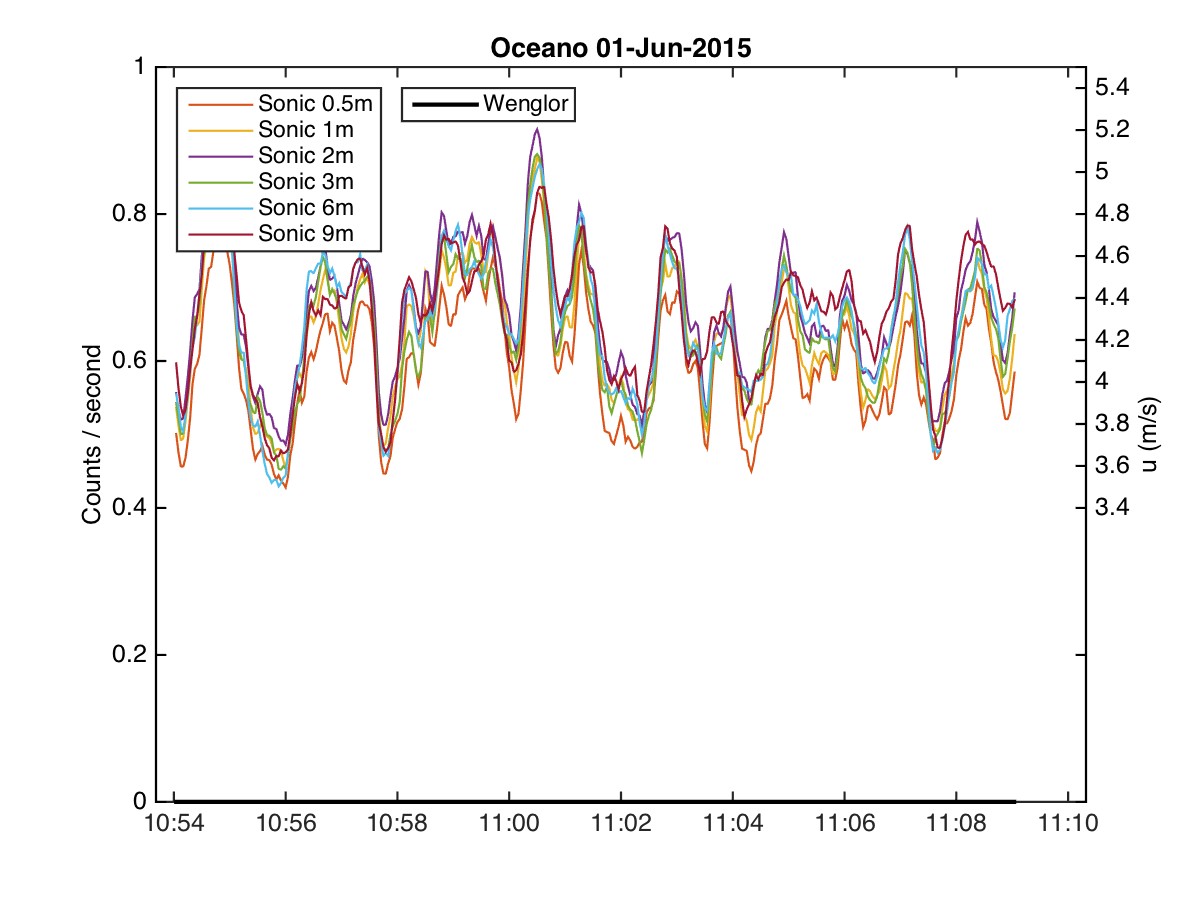 Oceano 01-Jun-2015
Sonic 0.5m
Sonic 1m
Sonic 2m
Sonic 3m
Sonic 6m
Sonic 9m
Wenglor
1
0.8
0.6
0.4
0.2
0
Counts / second
5.4
5.2
5
4.8
4.6
4.4
4.2
4
3.8
3.6
3.4
u (m/s)
10:54 10:56 10:58 11:00 11:02 11:04 11:06 11:08 11:10